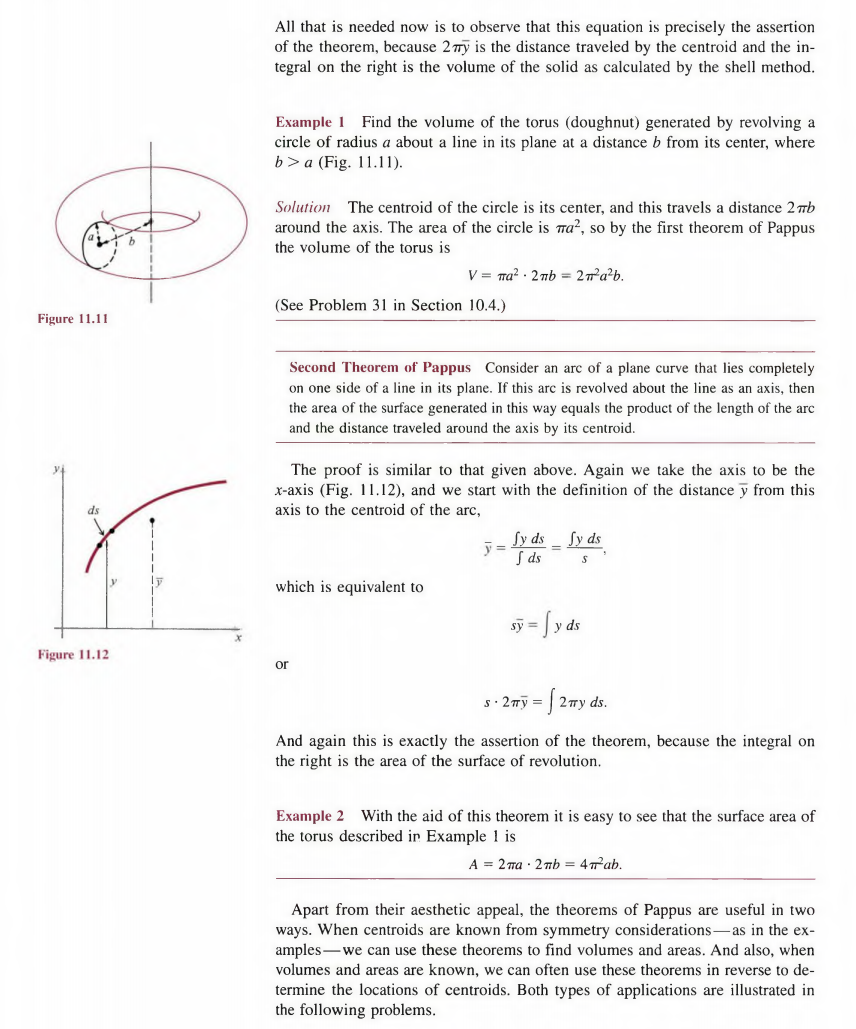 All that is needed now is to observe that this equation is precisely the assertion
of the theorem, because 2πȳ is the distance traveled by the centroid and the in-
tegral on the right is the volume of the solid as calculated by the shell method.
Example 1 Find the volume of the torus (doughnut) generated by revolving a
circle of radius a about a line in its plane at a distance b from its center, where
b > a (Fig. 11.11).
Solution The centroid of the circle is its center, and this travels a distance 2πb
around the axis. The area of the circle is πa², so by the first theorem of Pappus
the volume of the torus is
V = πa² · 2πb = 2π²a²b.
(See Problem 31 in Section 10.4.)
a
b
Figure 11.11
Second Theorem of Pappus Consider an arc of a plane curve that lies completely
on one side of a line in its plane. If this arc is revolved about the line as an axis, then
the area of the surface generated in this way equals the product of the length of the arc
and the distance traveled around the axis by its centroid.
The proof is similar to that given above. Again we take the axis to be the
x-axis (Fig. 11.12), and we start with the definition of the distance ȳ from this
axis to the centroid of the arc,
ȳ = ∫y ds / ∫ds = ∫y ds / s,
which is equivalent to
sȳ = ∫ y ds
or
s · 2πȳ = ∫ 2πy ds.
y
ds
y
ȳ
x
Figure 11.12
And again this is exactly the assertion of the theorem, because the integral on
the right is the area of the surface of revolution.
Example 2 With the aid of this theorem it is easy to see that the surface area of
the torus described in Example 1 is
A = 2πa · 2πb = 4π²ab.
Apart from their aesthetic appeal, the theorems of Pappus are useful in two
ways. When centroids are known from symmetry considerations—as in the ex-
amples—we can use these theorems to find volumes and areas. And also, when
volumes and areas are known, we can often use these theorems in reverse to de-
termine the locations of centroids. Both types of applications are illustrated in
the following problems.